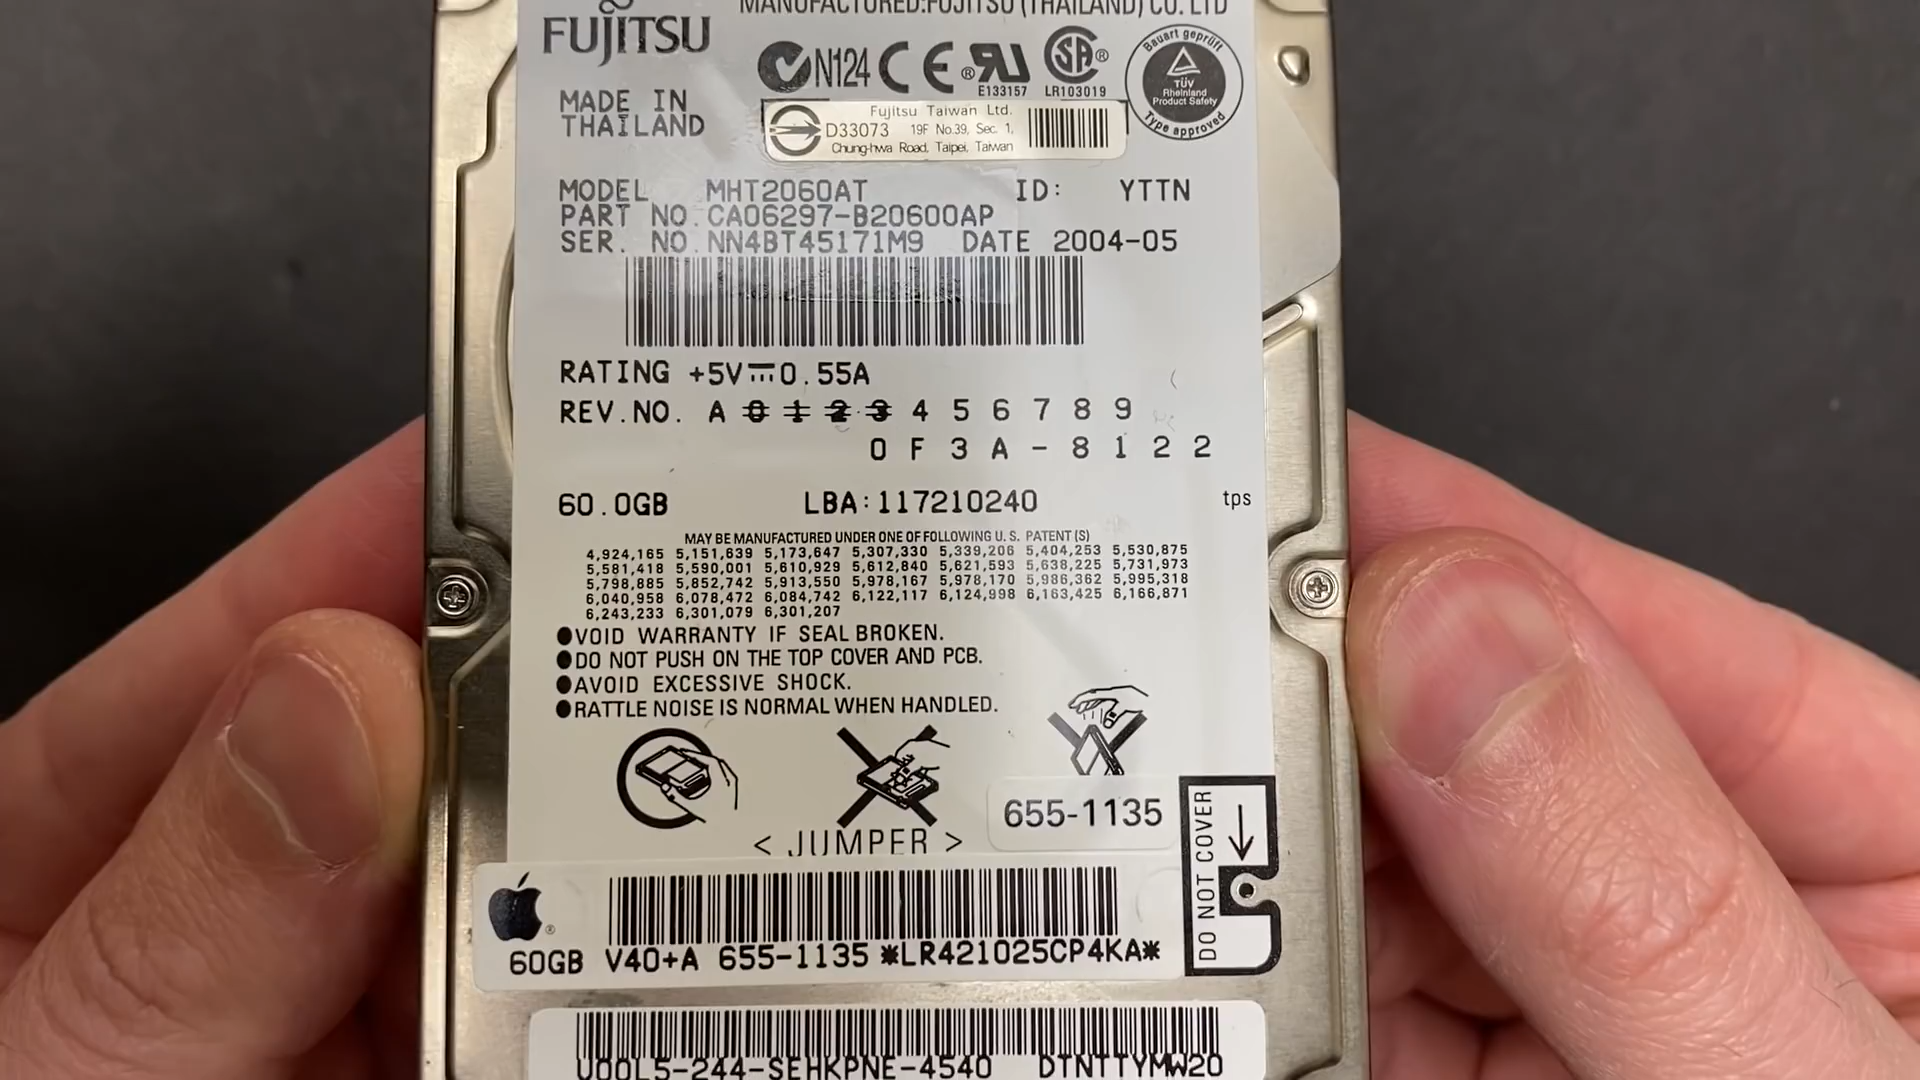 MANUFACTURED:FUJITSU (THAILAND) CO. LTD
FUJITSU
N124 CE ® RU SA ®
E133157 LR103019
Bauart geprüft
TÜV
Rheinland
Product Safety
Type approved
MADE IN
THAILAND
Fujitsu Taiwan Ltd.
D33073 19F No.39, Sec. 1,
Chung-hwa Road, Taipei, Taiwan
MODEL MHT2060AT ID: YTTN
PART NO.CA06297-B20600AP
SER. NO.NN4BT45171M9 DATE 2004-05
RATING +5V⎓0.55A
REV.NO. A 0 1 2 3 4 5 6 7 8 9
0 F 3 A - 8 1 2 2
60.0GB LBA:117210240 tps
MAY BE MANUFACTURED UNDER ONE OF FOLLOWING U. S. PATENT (S)
4,924,165 5,151,639 5,173,647 5,307,330 5,339,206 5,404,253 5,530,875
5,581,418 5,590,001 5,610,929 5,612,840 5,621,593 5,638,225 5,731,973
5,798,885 5,852,742 5,913,550 5,978,167 5,978,170 5,986,362 5,995,318
6,040,958 6,078,472 6,084,742 6,122,117 6,124,998 6,163,425 6,166,871
6,243,233 6,301,079 6,301,207
●VOID WARRANTY IF SEAL BROKEN.
●DO NOT PUSH ON THE TOP COVER AND PCB.
●AVOID EXCESSIVE SHOCK.
●RATTLE NOISE IS NORMAL WHEN HANDLED.
655-1135
< JUMPER >
DO NOT COVER
®
60GB V40+A 655-1135 *LR421025CP4KA*
U00L5-244-SEHKPNE-4540 DTNTTYMW20